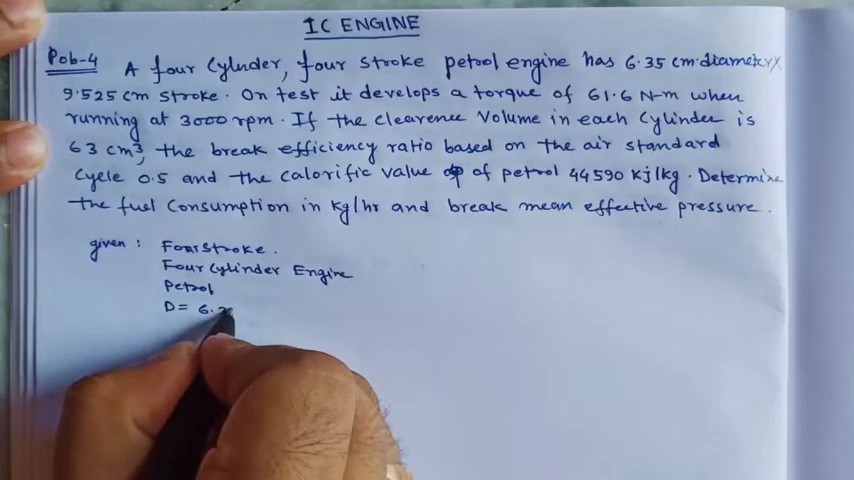 IC ENGINE
Pob-4 A four Cylnder, four stroke petrol engine has 6.35 cm diameter x
9.525 cm stroke. On test it develops a torque of 61.6 N-m when
running at 3000 rpm. If the clearence Volume in each Cylinder is
63 cm³, the break efficiency ratio based on the air standard
Cycle 0.5 and the calorific value of petrol 44590 kj/kg. Determine
the fuel Consumption in kg/hr and break mean effective pressure.
given : Four Stroke.
Four Cylinder Engine
Petrol
D= 6.3